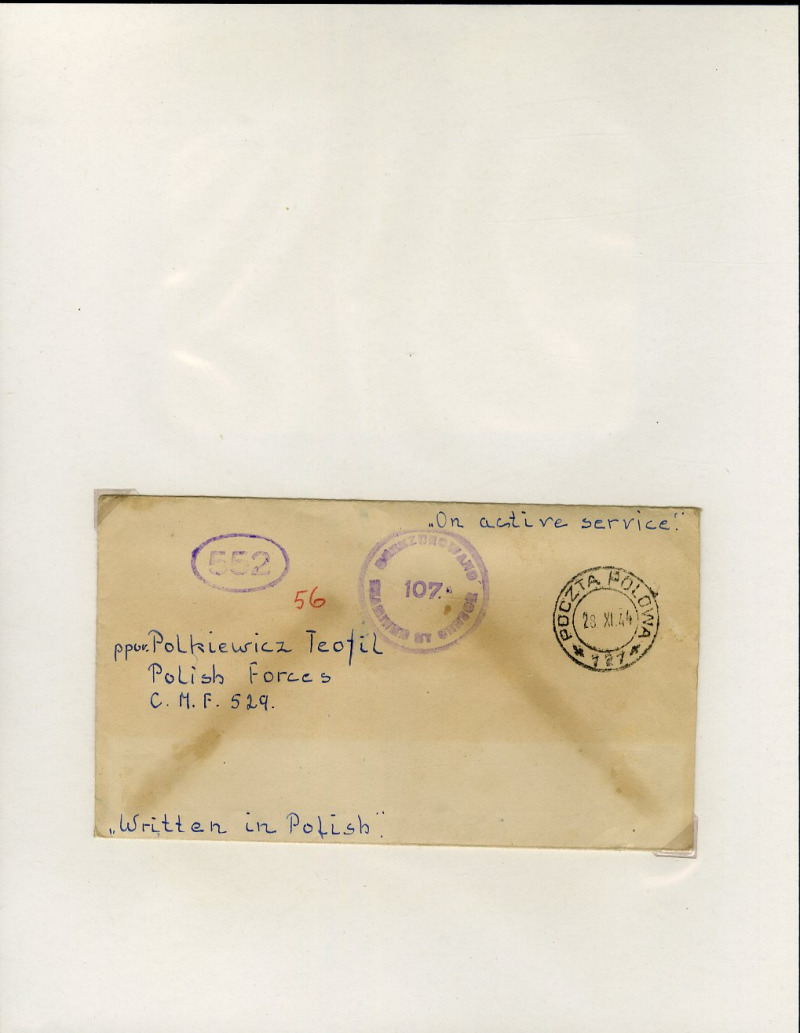 „On active service."
552
OCENZUROWANO
107.
56
POCZTA POLOWA
28. XI. 44
127
ppor. Polkiewicz Teofil
Polish Forces
C. M. F. 529.
„Written in Polish."